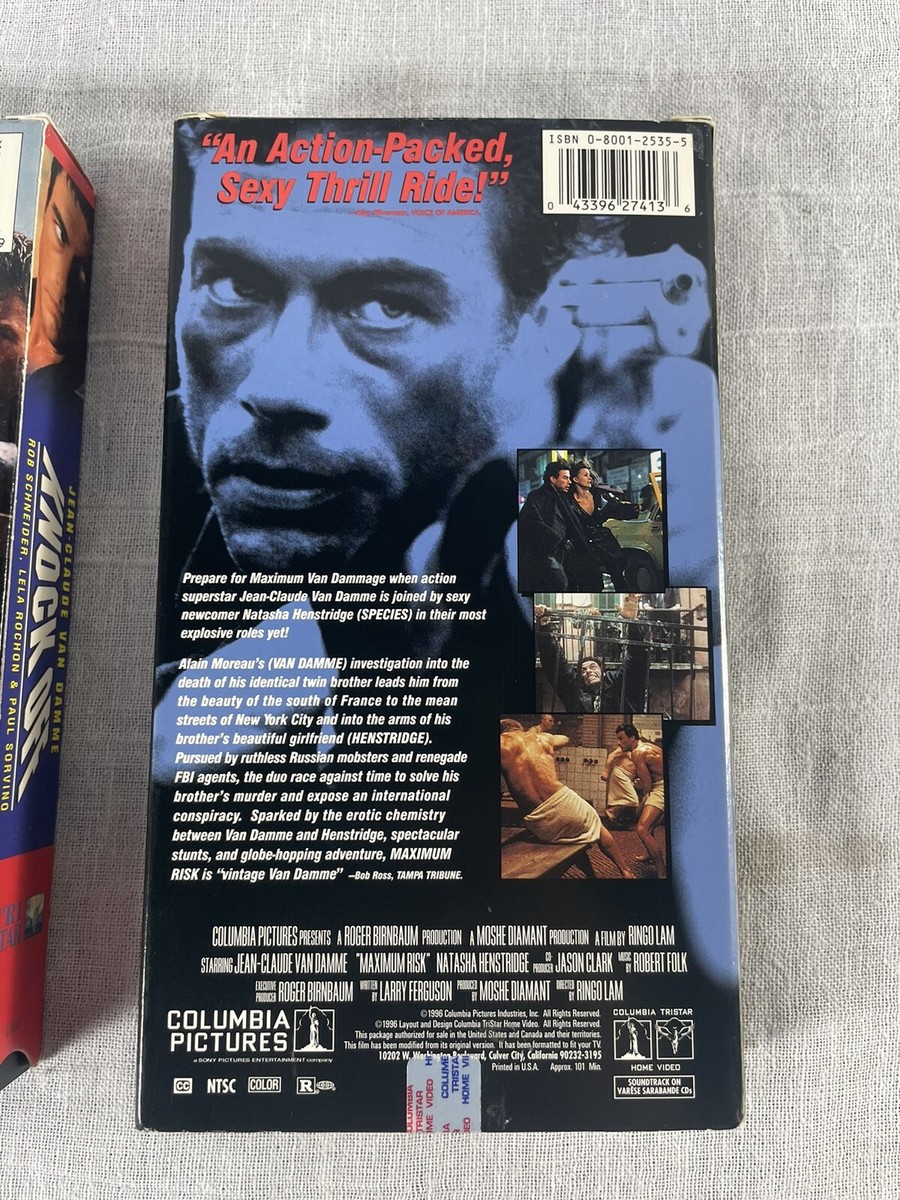 “An Action-Packed,
Sexy Thrill Ride!”
VOICE OF AMERICA
ISBN 0-8001-2535-5
0 43396 27413 6
Prepare for Maximum Van Dammage when action
superstar Jean-Claude Van Damme is joined by sexy
newcomer Natasha Henstridge (SPECIES) in their most
explosive roles yet!
Alain Moreau's (VAN DAMME) investigation into the
death of his identical twin brother leads him from
the beauty of the south of France to the mean
streets of New York City and into the arms of his
brother's beautiful girlfriend (HENSTRIDGE).
Pursued by ruthless Russian mobsters and renegade
FBI agents, the duo race against time to solve his
brother's murder and expose an international
conspiracy. Sparked by the erotic chemistry
between Van Damme and Henstridge, spectacular
stunts, and globe-hopping adventure, MAXIMUM
RISK is “vintage Van Damme” –Bob Ross, TAMPA TRIBUNE.
COLUMBIA PICTURES PRESENTS A ROGER BIRNBAUM PRODUCTION A MOSHE DIAMANT PRODUCTION A FILM BY RINGO LAM
STARRING JEAN-CLAUDE VAN DAMME "MAXIMUM RISK" NATASHA HENSTRIDGE CO-PRODUCER JASON CLARK MUSIC BY ROBERT FOLK
EXECUTIVE PRODUCER ROGER BIRNBAUM WRITTEN BY LARRY FERGUSON PRODUCED BY MOSHE DIAMANT DIRECTED BY RINGO LAM
COLUMBIA
PICTURES
a SONY PICTURES ENTERTAINMENT company
©1996 Columbia Pictures Industries, Inc. All Rights Reserved.
©1996 Layout and Design Columbia TriStar Home Video. All Rights Reserved.
This package authorized for sale in the United States and Canada and their territories.
This film has been modified from its original version. It has been formatted to fit your TV.
10202 W. Washington Boulevard, Culver City, California 90232-3195
Printed in U.S.A. Approx. 101 Min.
COLUMBIA TRISTAR
HOME VIDEO
SOUNDTRACK ON
VARÈSE SARABANDE CDs
CC NTSC COLOR R
COLUMBIA
TRISTAR
HOME VIDEO
JEAN-CLAUDE VAN DAMME
KNOCK OFF
ROB SCHNEIDER, LELA ROCHON & PAUL SORVINO